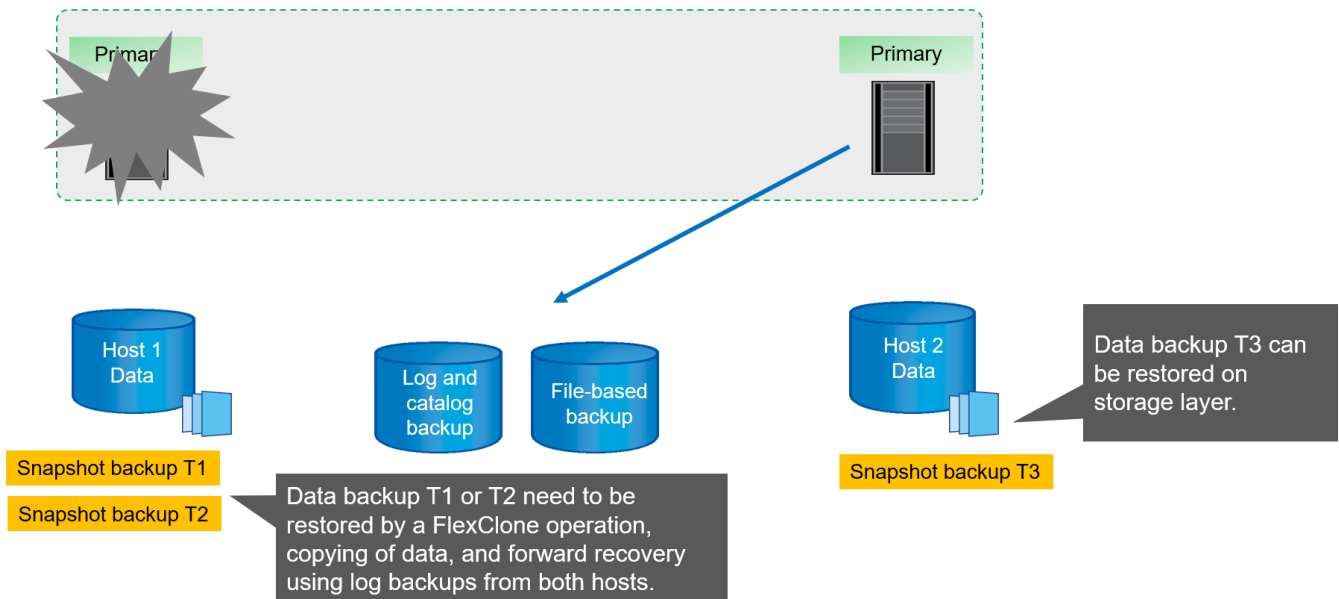 Primary
Primary
Host 1
Data
Log and
catalog
backup
File-based
backup
Host 2
Data
Data backup T3 can
be restored on
storage layer.
Snapshot backup T1
Snapshot backup T2
Snapshot backup T3
Data backup T1 or T2 need to be
restored by a FlexClone operation,
copying of data, and forward recovery
using log backups from both hosts.